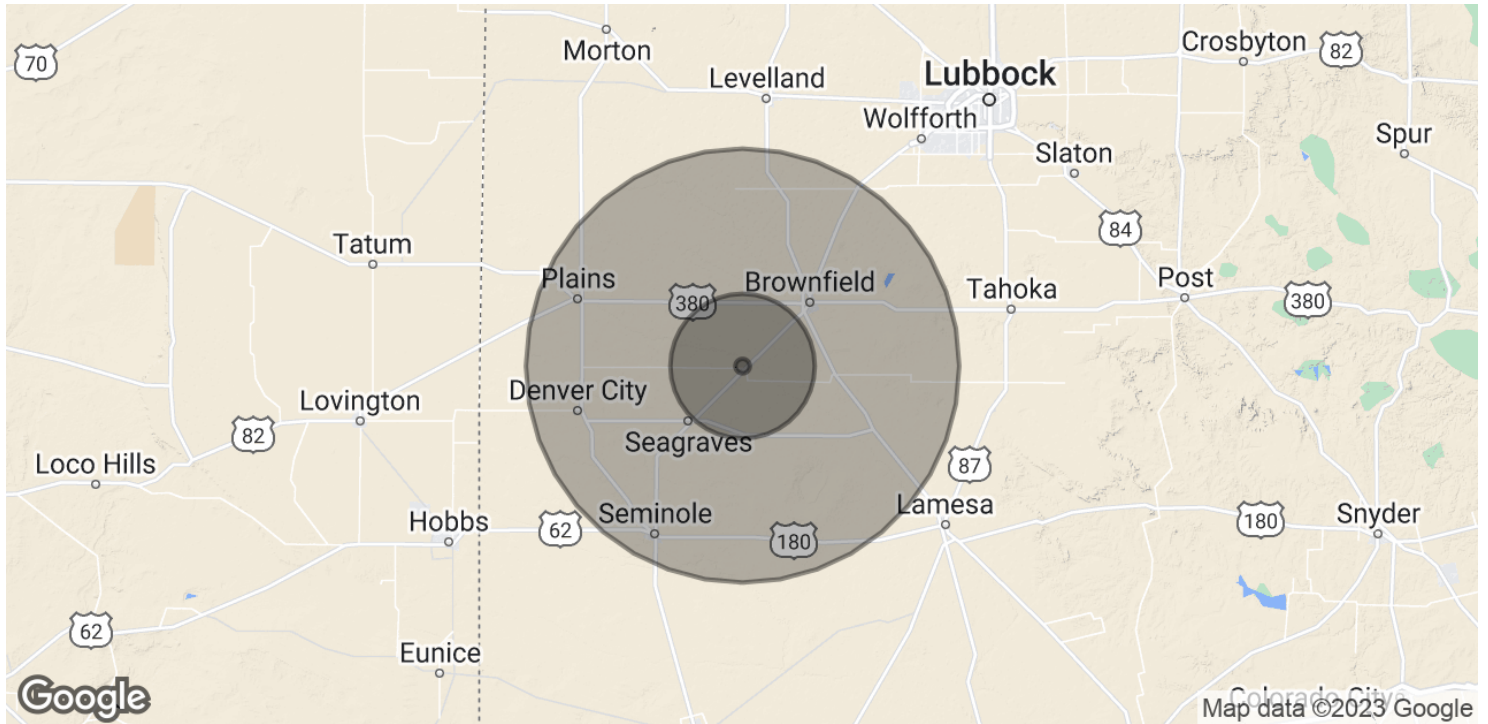 Morton
Crosbyton
82
70
Levelland
Lubbock
Wolfforth
Spur
Slaton
84
Tatum
Plains
380
Brownfield
Tahoka
Post
380
Denver City
Lovington
82
Seagraves
Loco Hills
87
Lamesa
Hobbs
62
Seminole
180
180
Snyder
62
Eunice
Google
Colorado City
Map data ©2023 Google